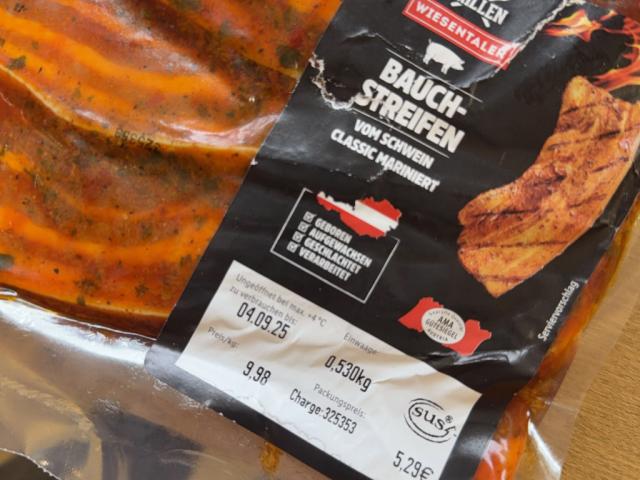 GRILLEN
WIESENTALER
BAUCH-
STREIFEN
VOM SCHWEIN
CLASSIC MARINIERT
GEBOREN
AUFGEWACHSEN
GESCHLACHTET
VERARBEITET
AMA
GÜTESIEGEL
Serviervorschlag
Ungeöffnet bei max. +4 °C
zu verbrauchen bis:
04.09.25
Einwaage:
0,530kg
Preis/kg:
9,98
Packungspreis:
Charge:325353
5,29€
sus®